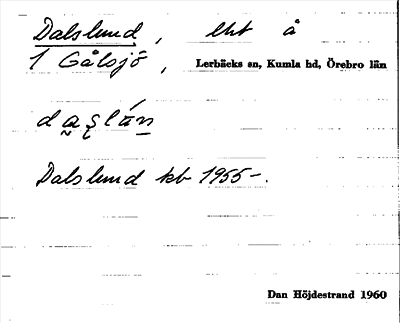 Dalslund, lht å
1 Gålsjö, Lerbäcks sn, Kumla hd, Örebro län
Dalslund kb 1955-.
Dan Höjdestrand 1960